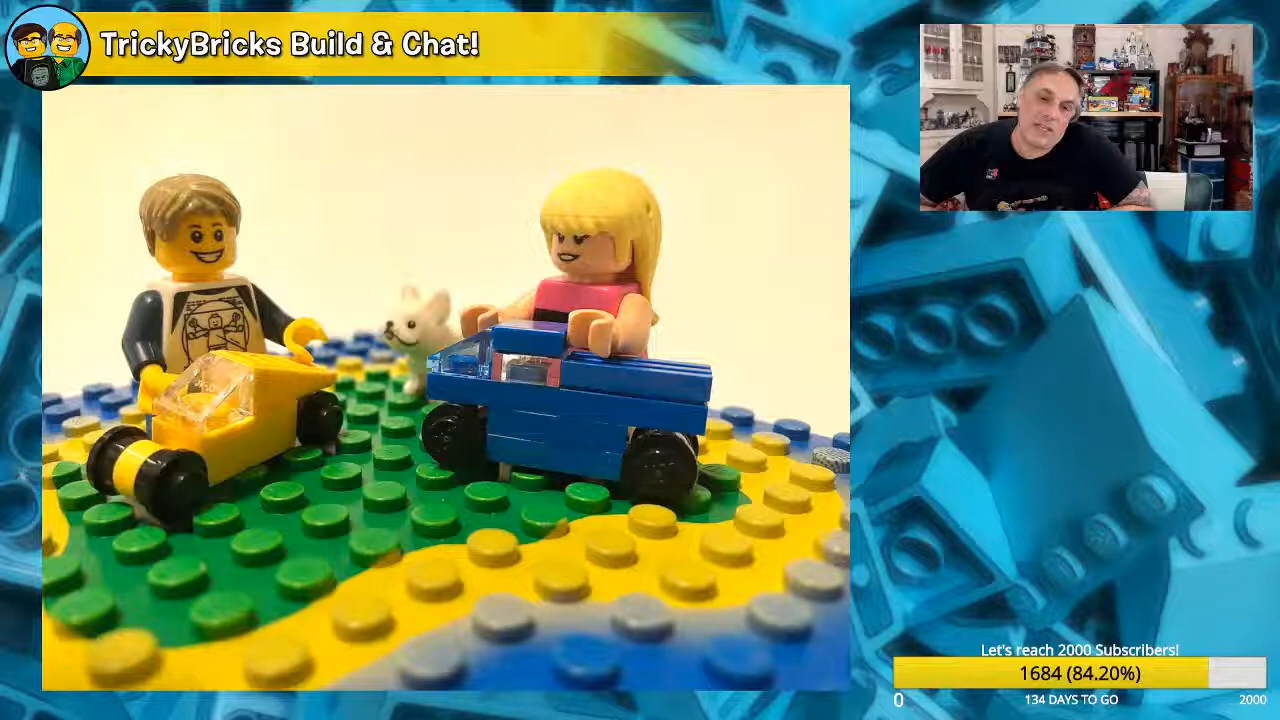 TrickyBricks Build & Chat!
Let's reach 2000 Subscribers!
1684 (84.20%)
0
134 DAYS TO GO
2000